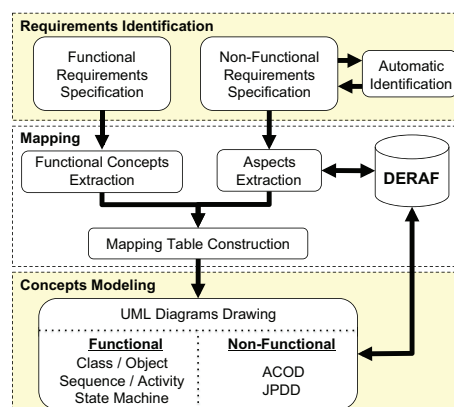 Requirements Identification
Functional
Requirements
Specification
Non-Functional
Requirements
Specification
Automatic
Identification
Mapping
Functional Concepts
Extraction
Aspects
Extraction
DERAF
Mapping Table Construction
Concepts Modeling
UML Diagrams Drawing
Functional
Class / Object
Sequence / Activity
State Machine
Non-Functional
ACOD
JPDD